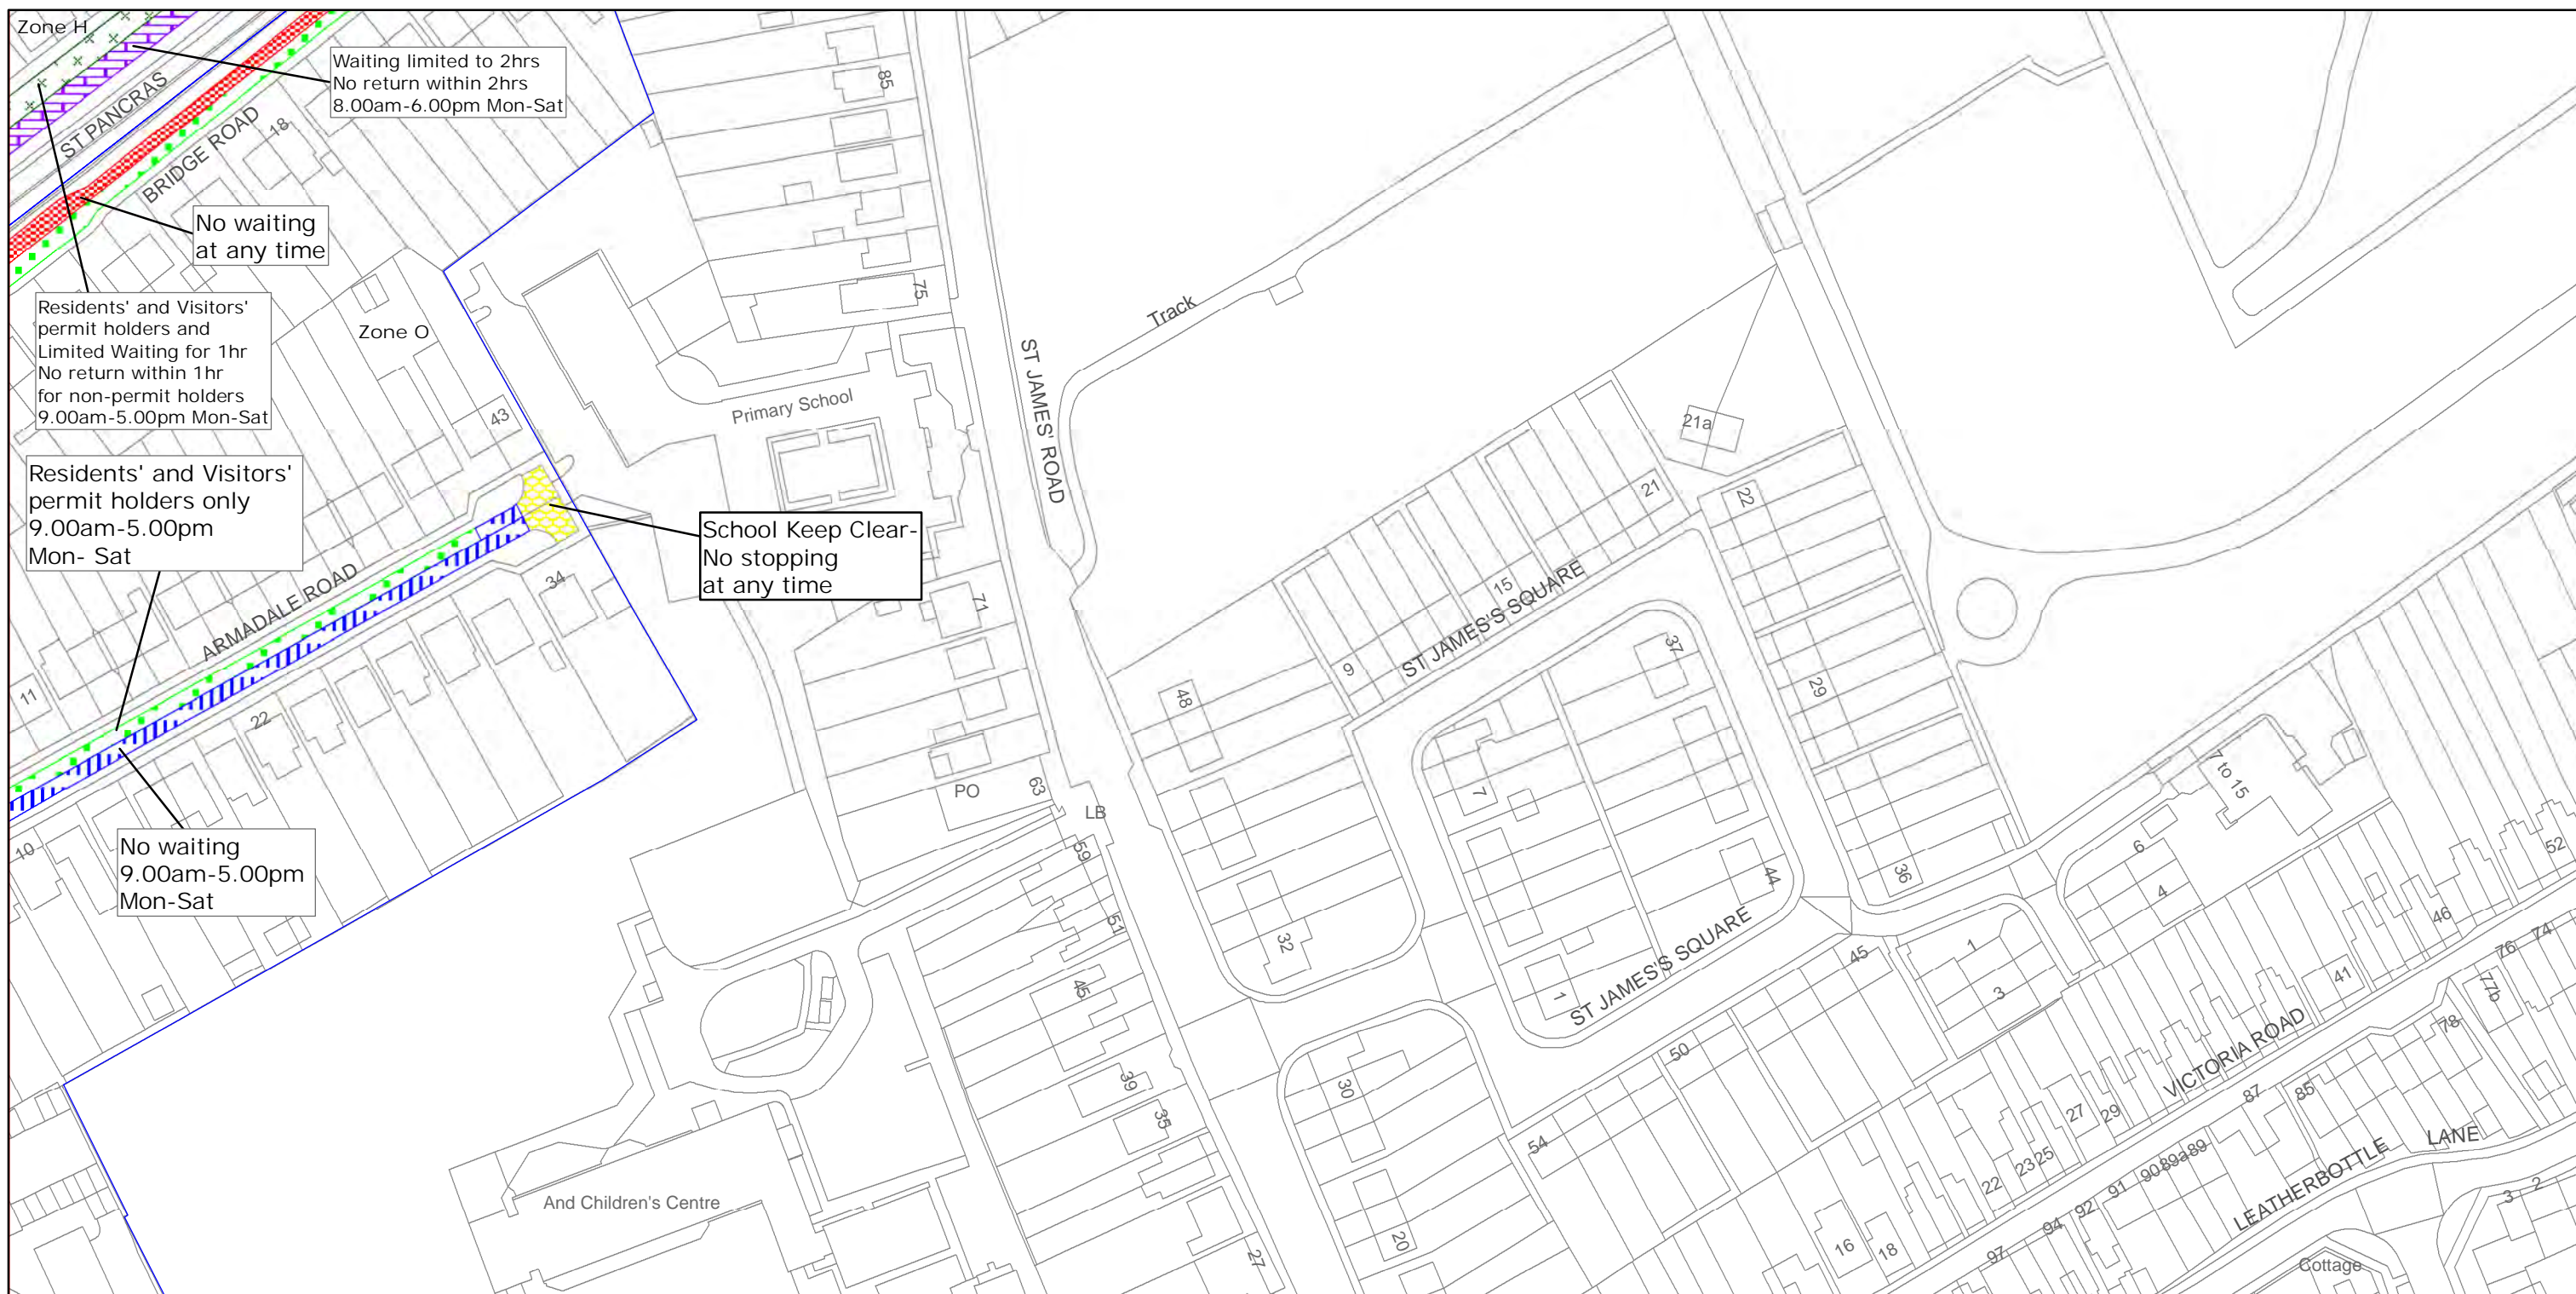 Zone H
Waiting limited to 2hrs
No return within 2hrs
8.00am-6.00pm Mon-Sat
85
ST PANCRAS
BRIDGE ROAD
18
No waiting
at any time
Residents' and Visitors'
permit holders and
Limited Waiting for 1hr
No return within 1hr
for non-permit holders
9.00am-5.00pm Mon-Sat
Zone O
75
Track
ST JAMES' ROAD
Primary School
43
21a
Residents' and Visitors'
permit holders only
9.00am-5.00pm
Mon- Sat
School Keep Clear-
No stopping
at any time
21
22
15
ST JAMES'S SQUARE
9
ARMADALE ROAD
34
71
37
11
22
48
29
7
7 to 15
PO
63
LB
59
10
No waiting
9.00am-5.00pm
Mon-Sat
51
32
44
36
6
4
52
46
45
1
ST JAMES'S SQUARE
45
1
3
41
76
74
77b
78
VICTORIA ROAD
39
35
30
50
54
27
29
87
85
And Children's Centre
20
27
16
18
22
23
25
97
94
92
91
90
89a
89
LEATHERBOTTLE LANE
3
2
Cottage